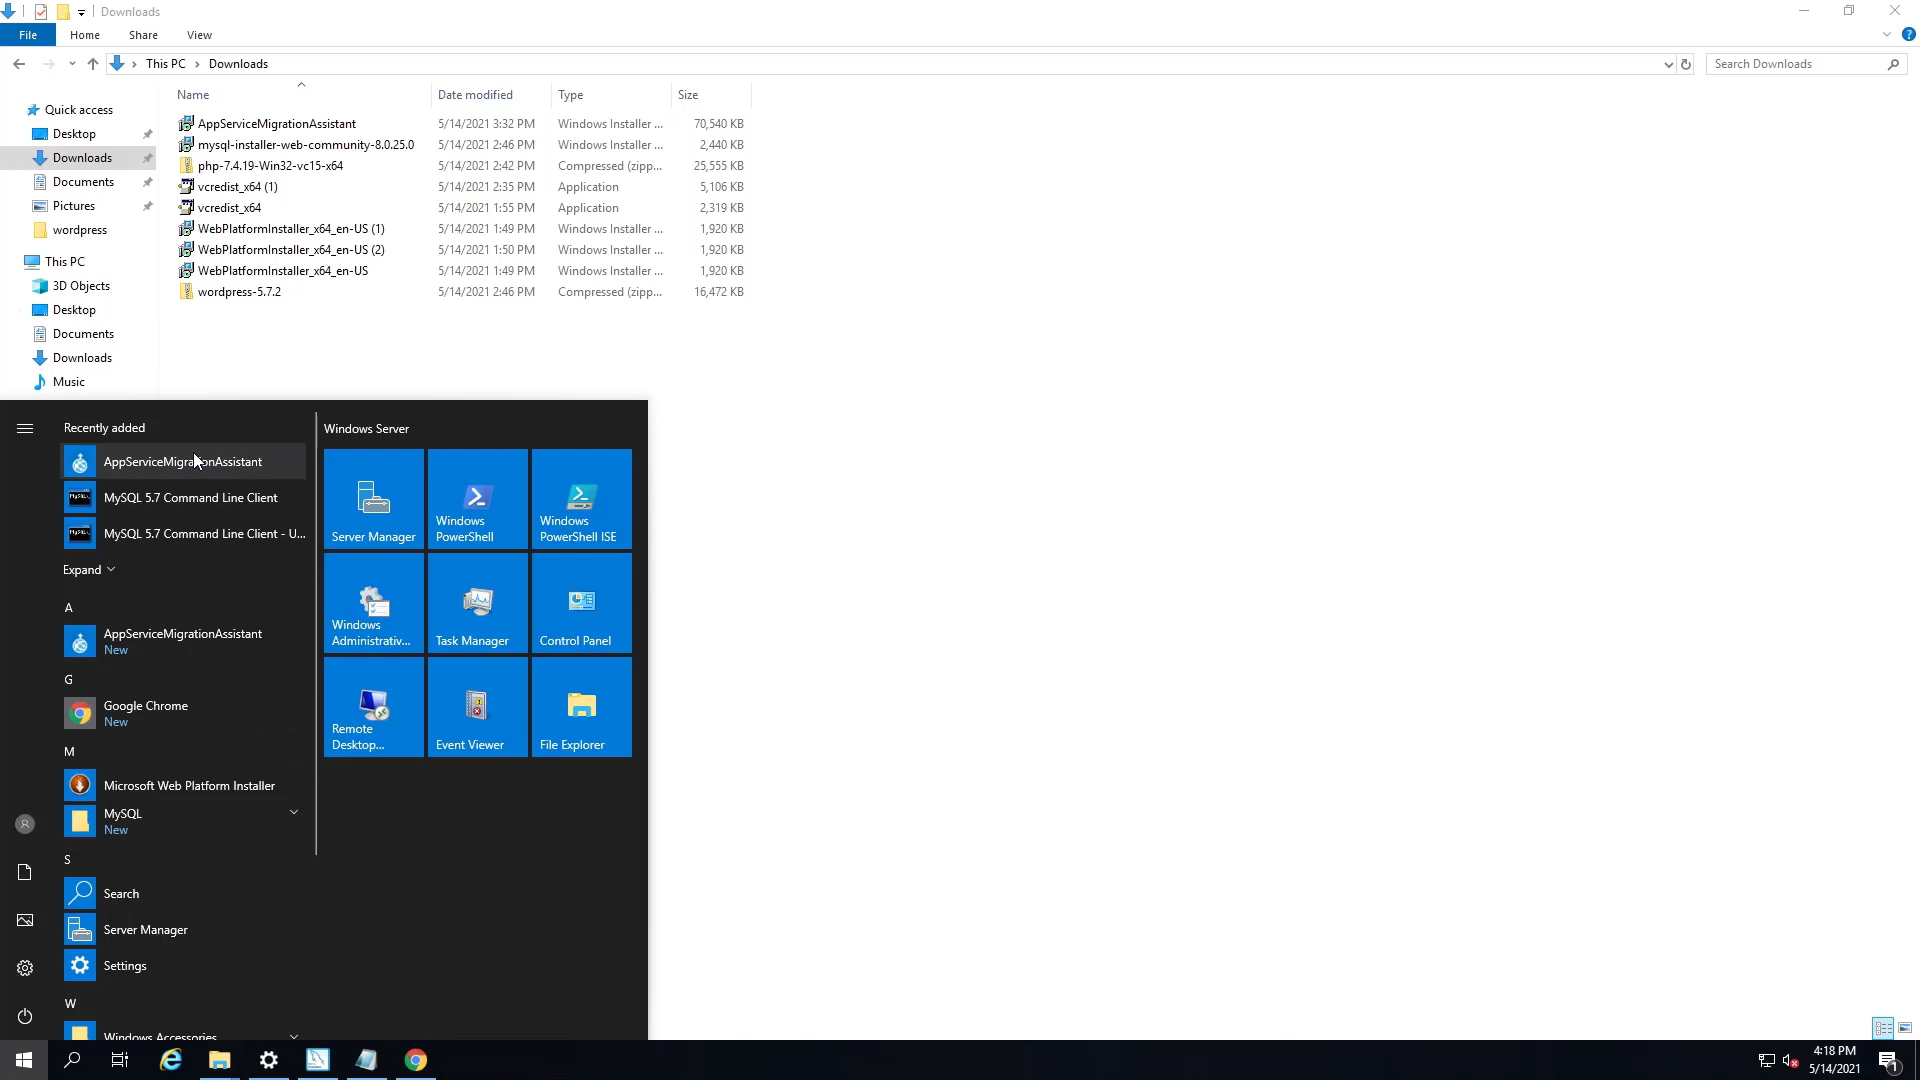 Downloads
File Home Share View
This PC › Downloads
Search Downloads
Name Date modified Type Size
Quick access
Desktop
Downloads
Documents
Pictures
wordpress
This PC
3D Objects
Desktop
Documents
Downloads
Music
AppServiceMigrationAssistant 5/14/2021 3:32 PM Windows Installer ... 70,540 KB
mysql-installer-web-community-8.0.25.0 5/14/2021 2:46 PM Windows Installer ... 2,440 KB
php-7.4.19-Win32-vc15-x64 5/14/2021 2:42 PM Compressed (zipp... 25,555 KB
vcredist_x64 (1) 5/14/2021 2:35 PM Application 5,106 KB
vcredist_x64 5/14/2021 1:55 PM Application 2,319 KB
WebPlatformInstaller_x64_en-US (1) 5/14/2021 1:49 PM Windows Installer ... 1,920 KB
WebPlatformInstaller_x64_en-US (2) 5/14/2021 1:50 PM Windows Installer ... 1,920 KB
WebPlatformInstaller_x64_en-US 5/14/2021 1:49 PM Windows Installer ... 1,920 KB
wordpress-5.7.2 5/14/2021 2:46 PM Compressed (zipp... 16,472 KB
Recently added
AppServiceMigrationAssistant
MySQL 5.7 Command Line Client
MySQL 5.7 Command Line Client - U...
Expand
A
AppServiceMigrationAssistant
New
G
Google Chrome
New
M
Microsoft Web Platform Installer
MySQL
New
S
Search
Server Manager
Settings
W
Windows Accessories
Windows Server
Server Manager
Windows
PowerShell
Windows
PowerShell ISE
Windows
Administrativ...
Task Manager
Control Panel
Remote
Desktop...
Event Viewer
File Explorer
4:18 PM
5/14/2021
1